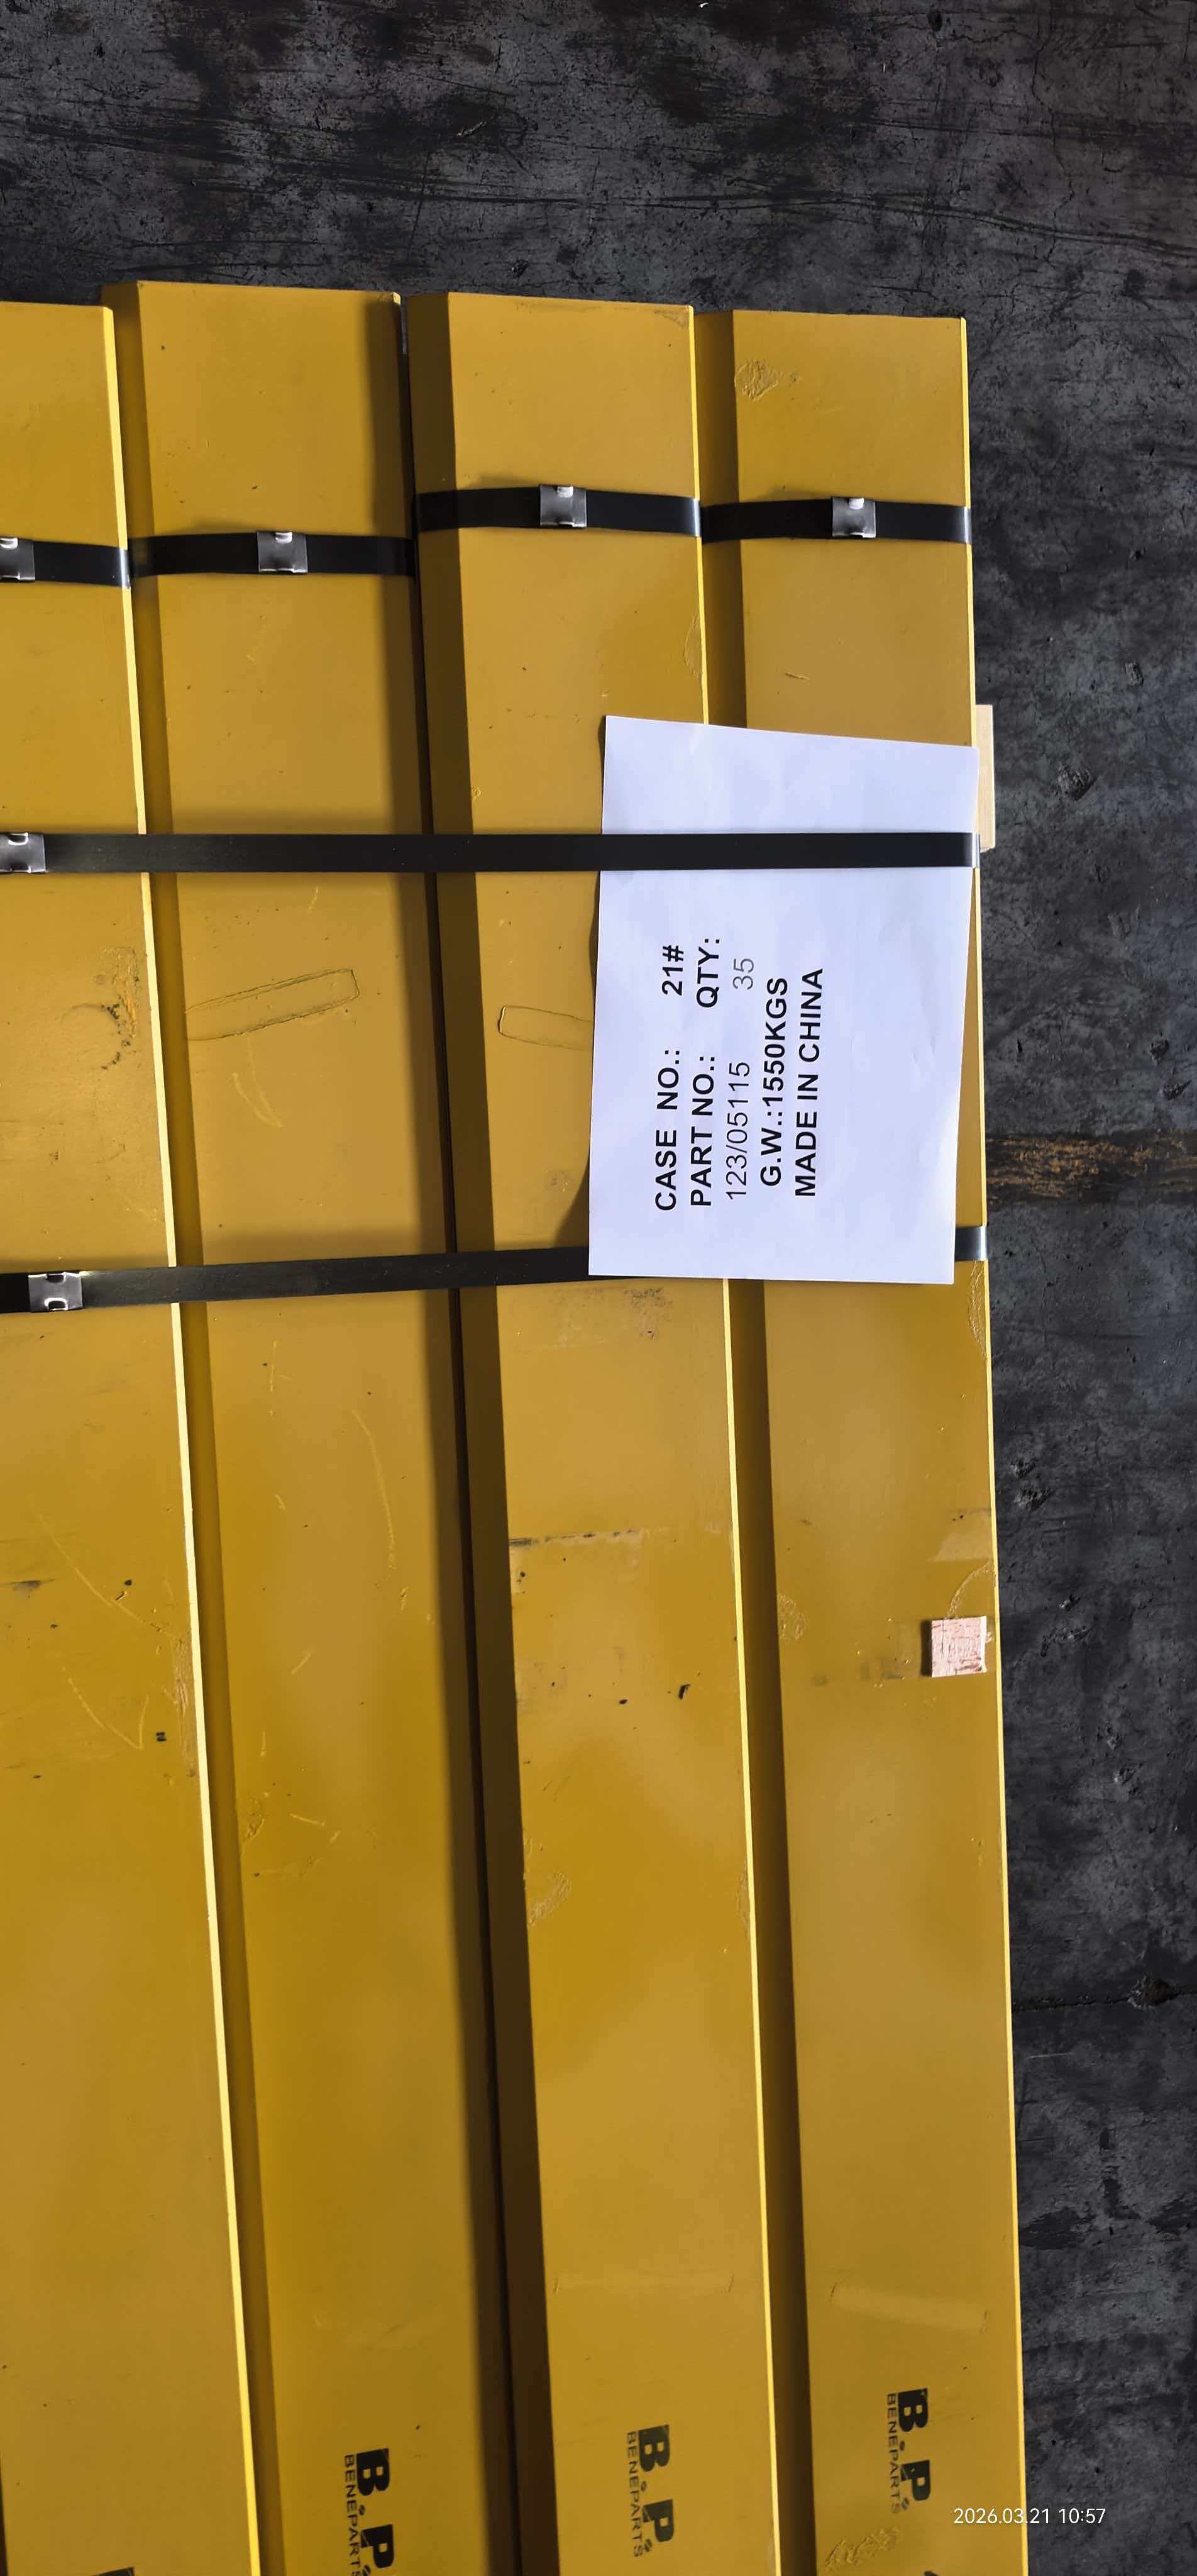 CASE NO.: 21#
PART NO.: QTY:
123/05115 35
G.W.:1550KGS
MADE IN CHINA
B.P
BENEPARTS
B.P
BENEPARTS
B.P
BENEPARTS
2026.03.21 10:57